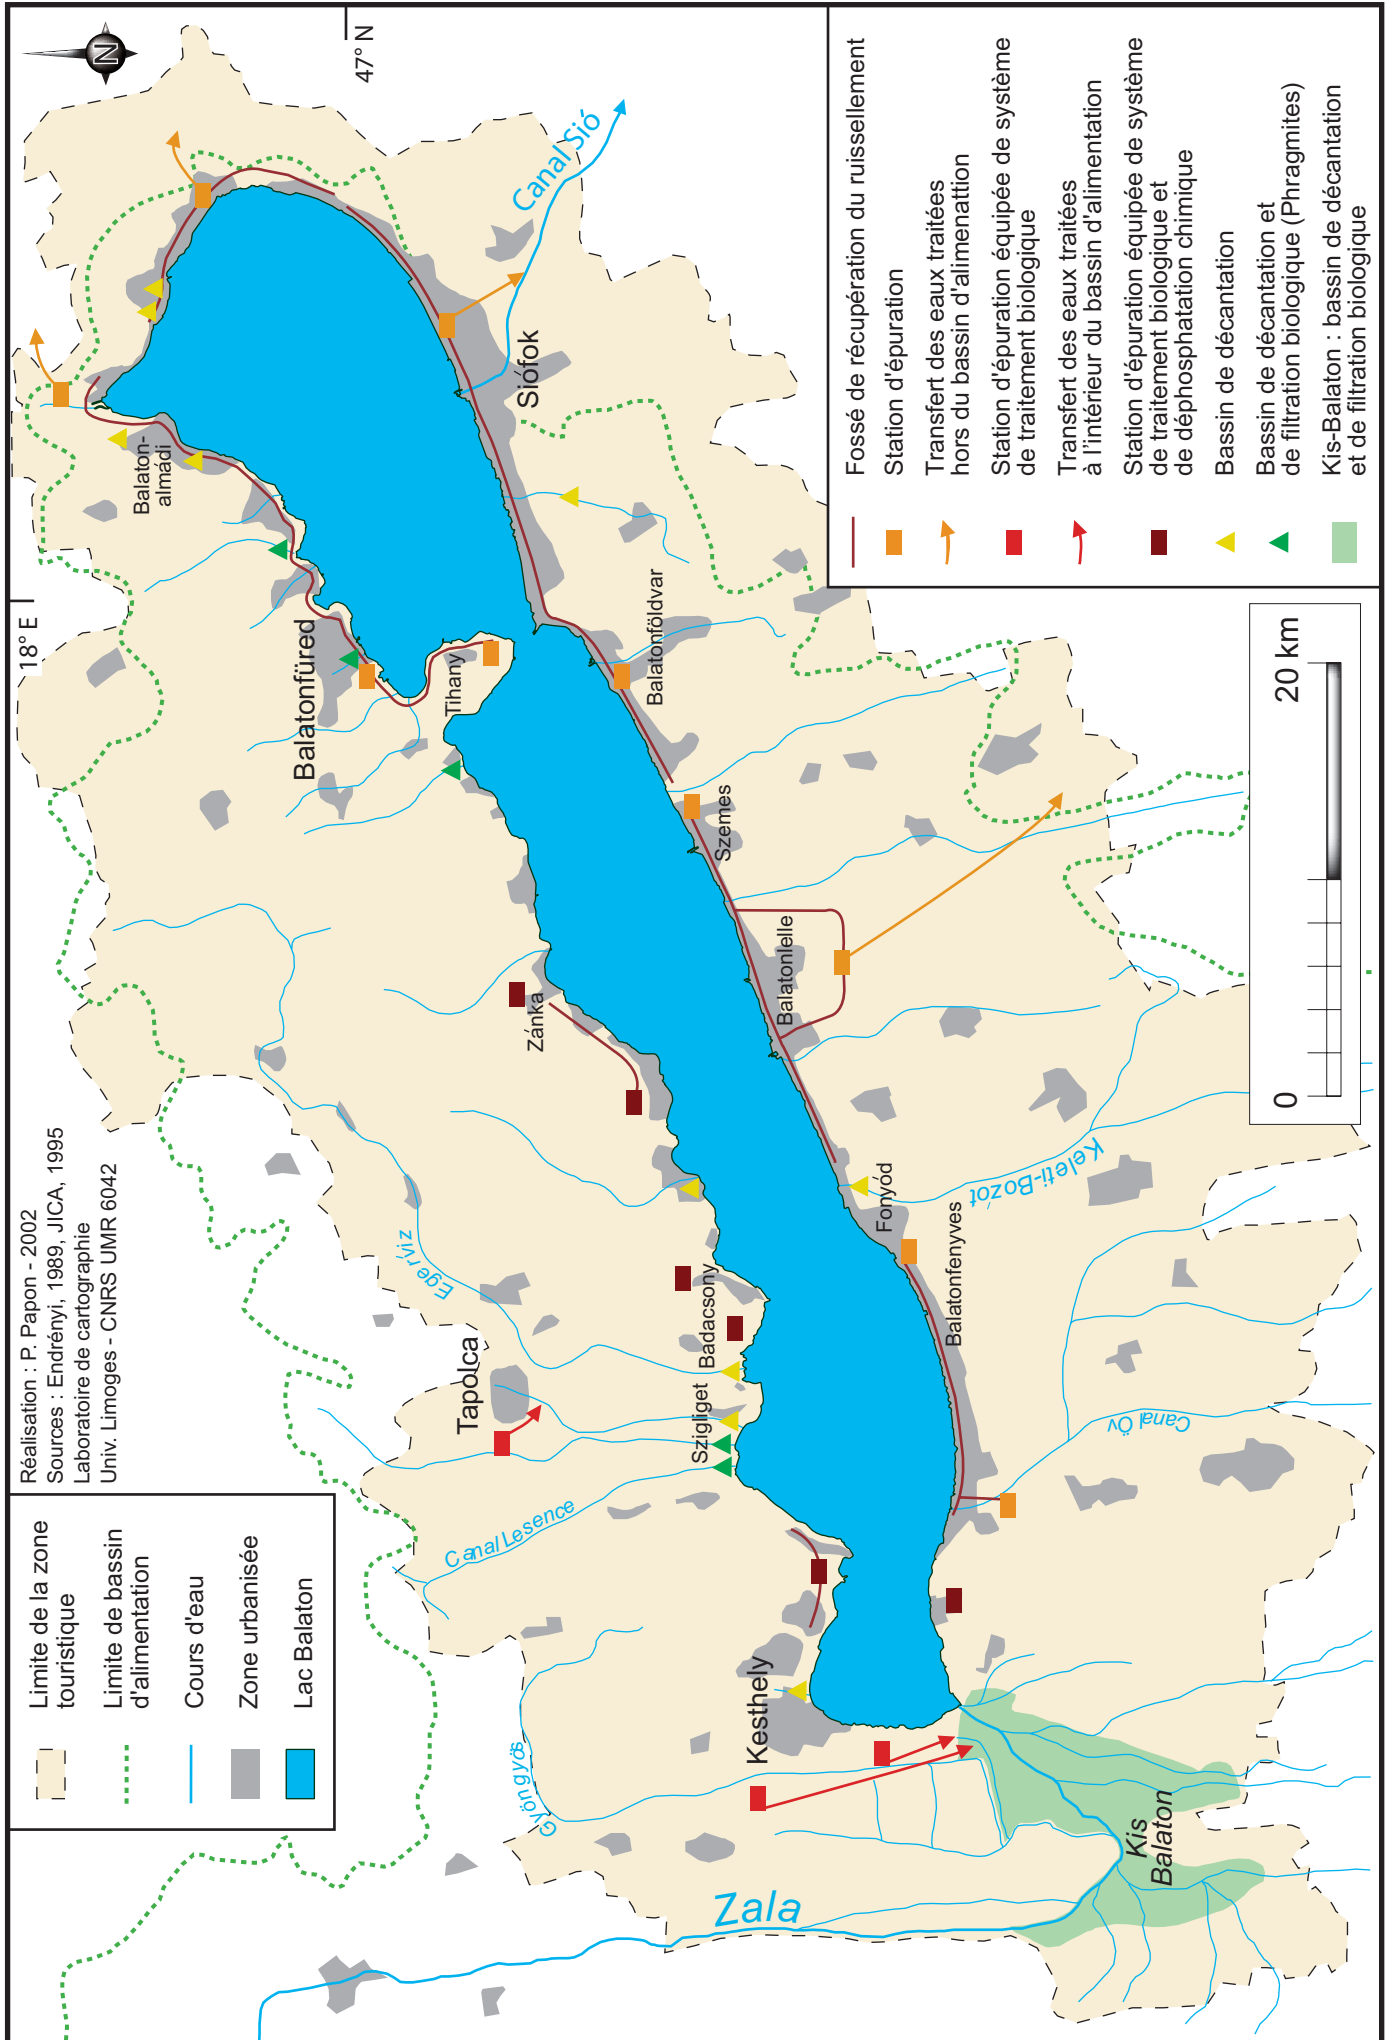 Réalisation : P. Papon - 2002
Sources : Endrényi, 1989, JICA, 1995
Laboratoire de cartographie
Univ. Limoges - CNRS UMR 6042
Limite de la zone
touristique
Limite de bassin
d'alimentation
Cours d'eau
Zone urbanisée
Lac Balaton
18° E
47° N
N
Balaton-
almádi
Balatonfüred
Tihany
Zánka
Egervíz
Tapolca
Badacsony
Szigliget
Canal Lesence
Kesthely
Gyöngyös
Zala
Kis
Balaton
Canal Sió
Siófok
Balatonföldvar
Szemes
Balatonlelle
Fonyód
Keleti-Bozót
Balatonfenyves
Canal Öv
Fossé de récupération du ruissellement
Station d'épuration
Transfert des eaux traitées
hors du bassin d'alimenattion
Station d'épuration équipée de système
de traitement biologique
Transfert des eaux traitées
à l'intérieur du bassin d'alimentation
Station d'épuration équipée de système
de traitement biologique et
de déphosphatation chimique
Bassin de décantation
Bassin de décantation et
de filtration biologique (Phragmites)
Kis-Balaton : bassin de décantation
et de filtration biologique
0
20 km